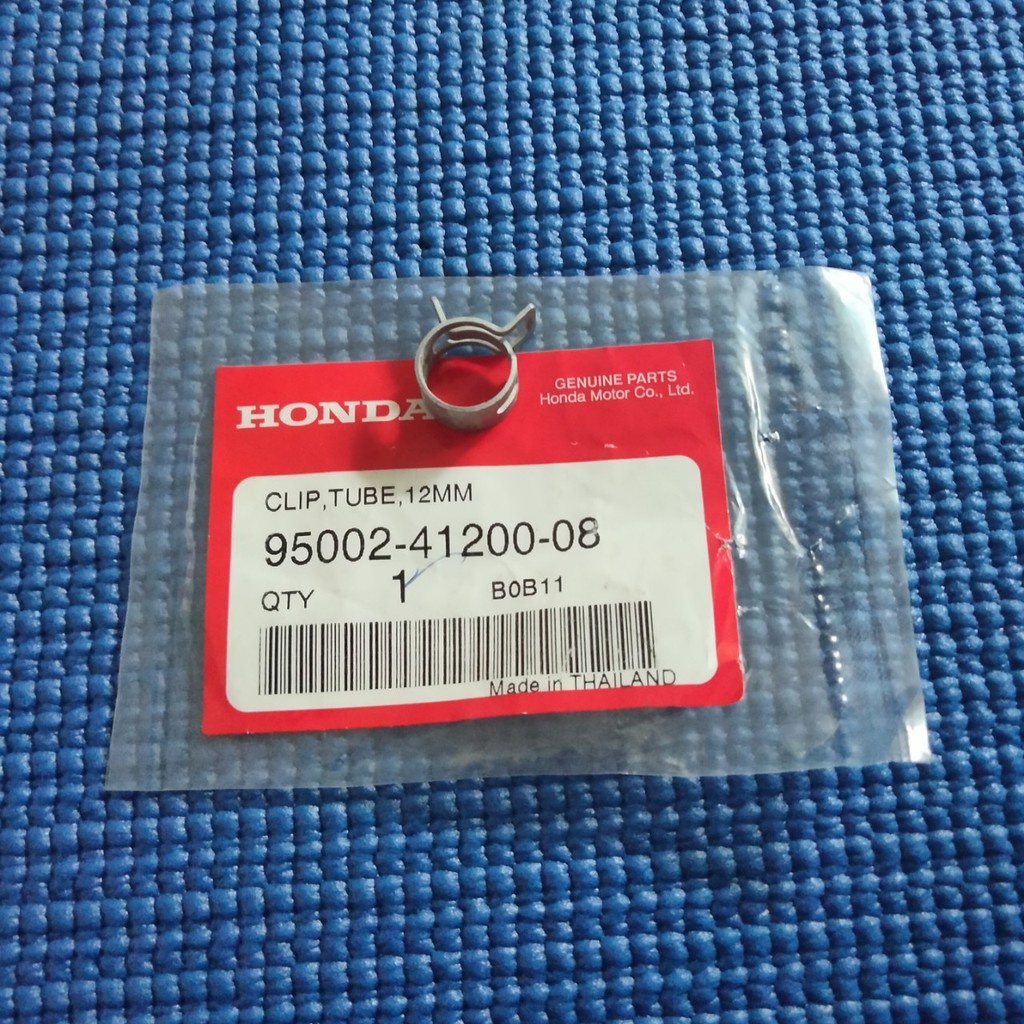 HONDA
GENUINE PARTS
Honda Motor Co., Ltd.
CLIP,TUBE,12MM
95002-41200-08
QTY 1 B0B11
Made in THAILAND